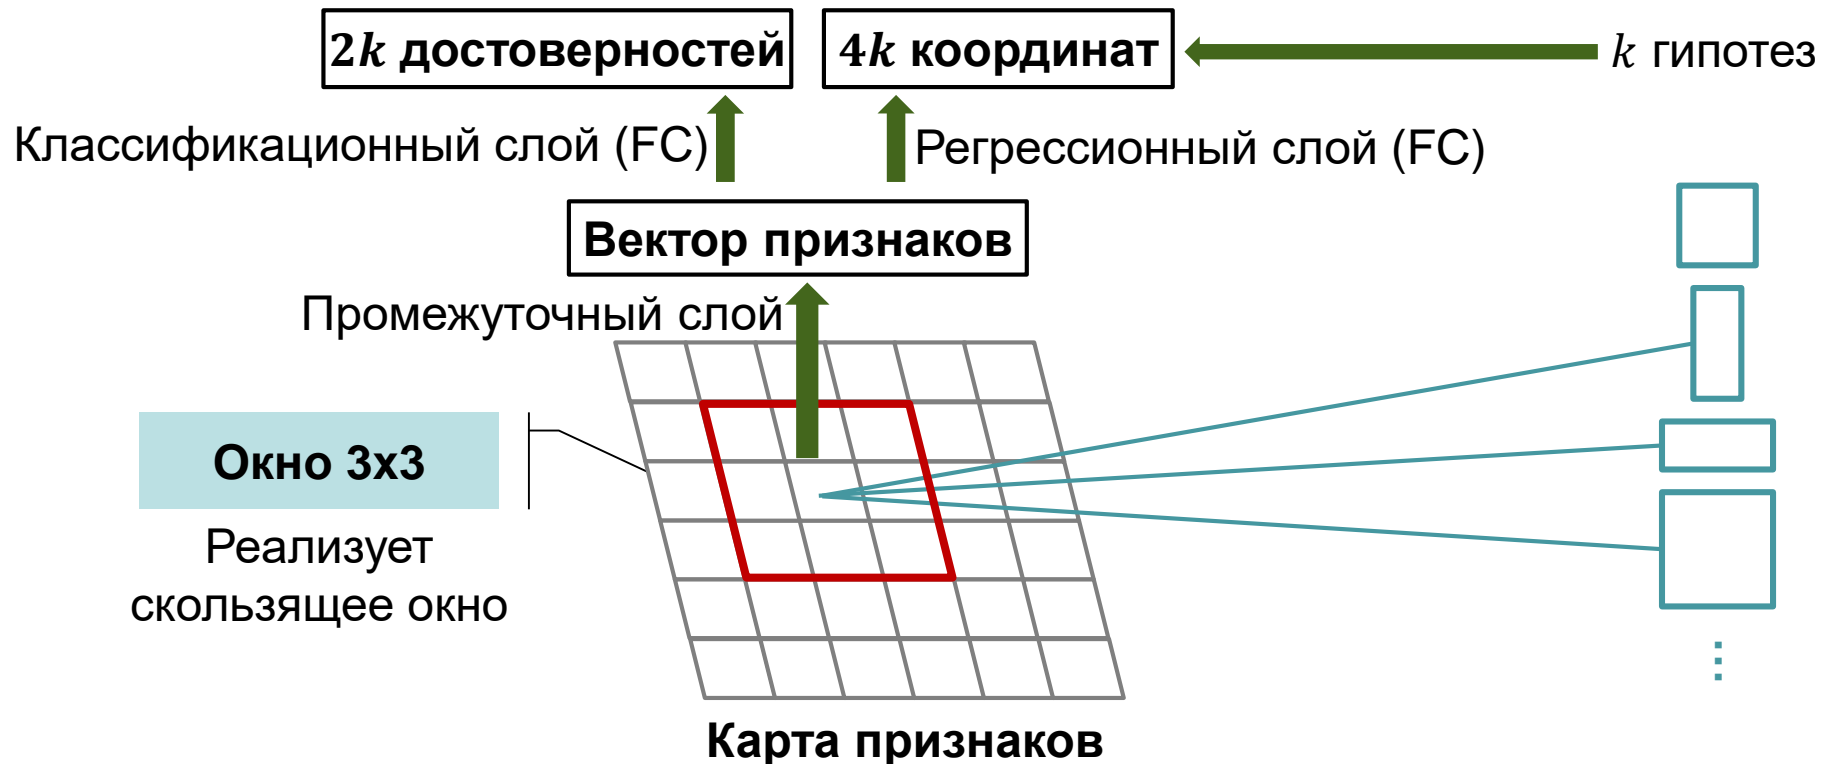 2k достоверностей
4k координат
k гипотез
Классификационный слой (FC)
Регрессионный слой (FC)
Вектор признаков
Промежуточный слой
Окно 3х3
Реализует
скользящее окно
...
Карта признаков